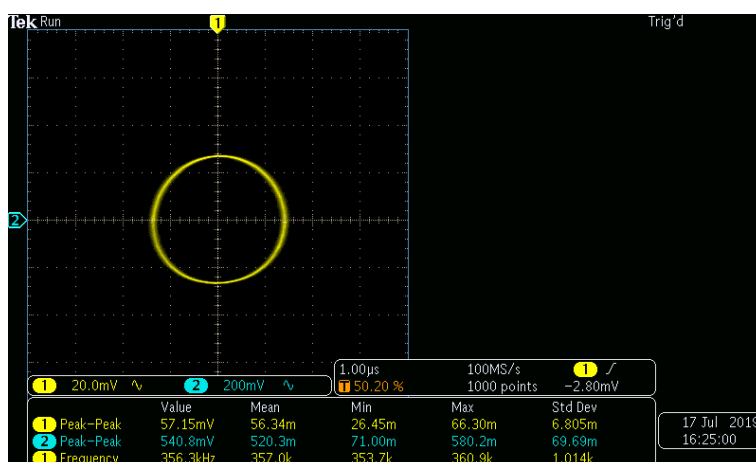 Tek Run Trig'd
1
2
1 20.0mV 2 200mV
1.00µs 100MS/s 1
T 50.20 % 1000 points −2.80mV
Value Mean Min Max Std Dev
1 Peak−Peak 57.15mV 56.34m 26.45m 66.30m 6.805m
2 Peak−Peak 540.8mV 520.3m 71.00m 580.2m 69.69m
1 Frequency 356.3kHz 357.0k 353.7k 360.9k 1.014k
17 Jul 2019
16:25:00